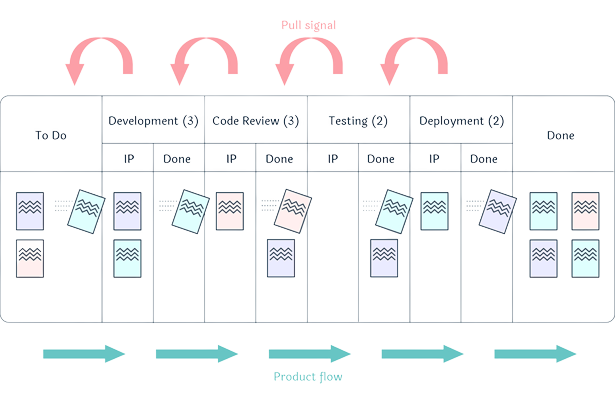 Pull signal
To Do
Development (3)
Code Review (3)
Testing (2)
Deployment (2)
Done
IP
Done
IP
Done
IP
Done
IP
Done
Product flow